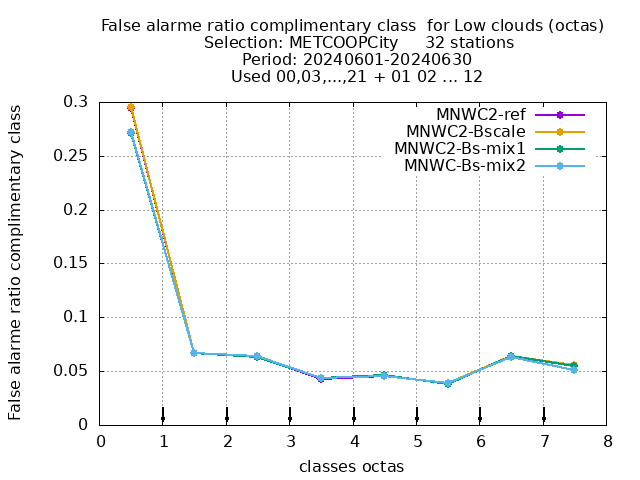 False alarme ratio complimentary class  for Low clouds (octas)
Selection: METCOOPCity     32 stations
Period: 20240601-20240630
Used 00,03,...,21 + 01 02 ... 12
False alarme ratio complimentary class
0.3
0.25
0.2
0.15
0.1
0.05
0
MNWC2-ref
MNWC2-Bscale
MNWC2-Bs-mix1
MNWC-Bs-mix2
0 1 2 3 4 5 6 7 8
classes octas